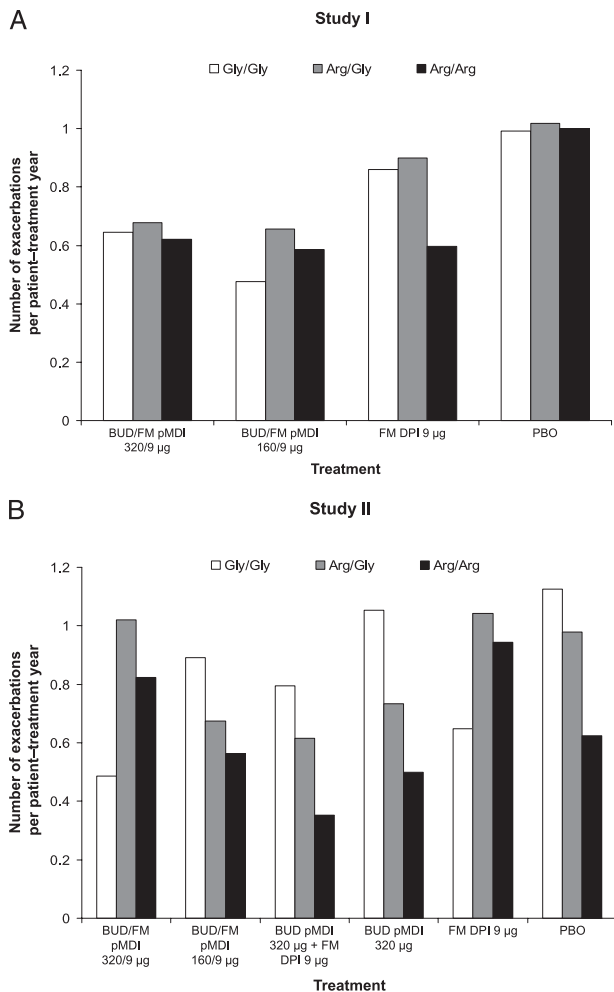 A
Study I
Gly/Gly Arg/Gly Arg/Arg
Number of exacerbations
per patient–treatment year
1.2
1
0.8
0.6
0.4
0.2
0
BUD/FM pMDI
320/9 µg
BUD/FM pMDI
160/9 µg
FM DPI 9 µg
PBO
Treatment
B
Study II
Gly/Gly Arg/Gly Arg/Arg
Number of exacerbations
per patient–treatment year
1.2
1
0.8
0.6
0.4
0.2
0
BUD/FM
pMDI
320/9 µg
BUD/FM
pMDI
160/9 µg
BUD pMDI
320 µg + FM
DPI 9 µg
BUD pMDI
320 µg
FM DPI 9 µg
PBO
Treatment